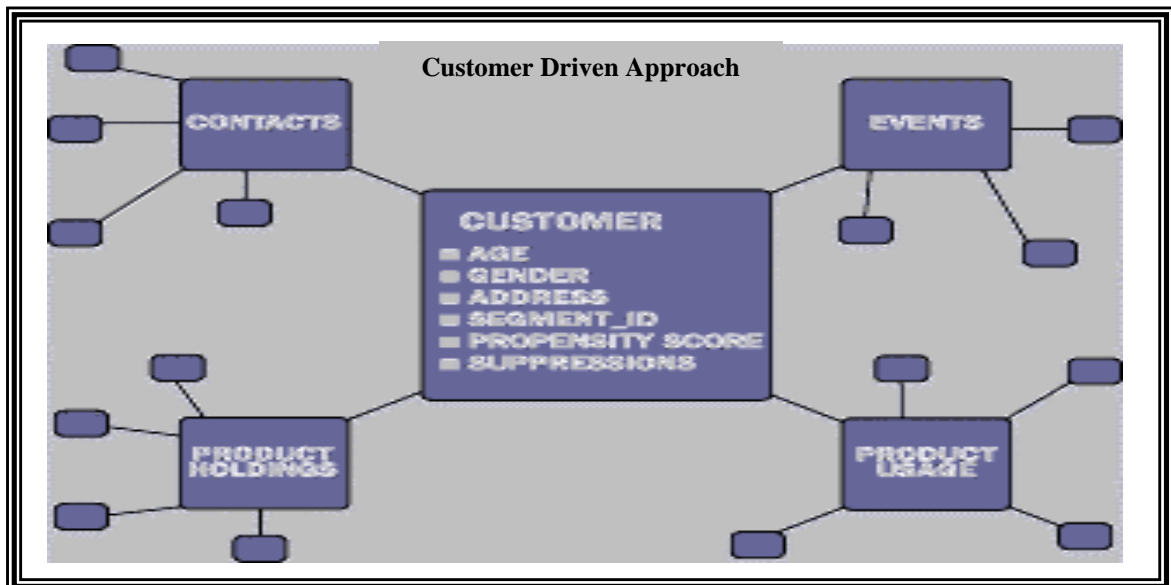 Customer Driven Approach
CONTACTS
EVENTS
CUSTOMER
AGE
GENDER
ADDRESS
SEGMENT_ID
PROPENSITY SCORE
SUPPRESSIONS
PRODUCT
HOLDINGS
PRODUCT
USAGE